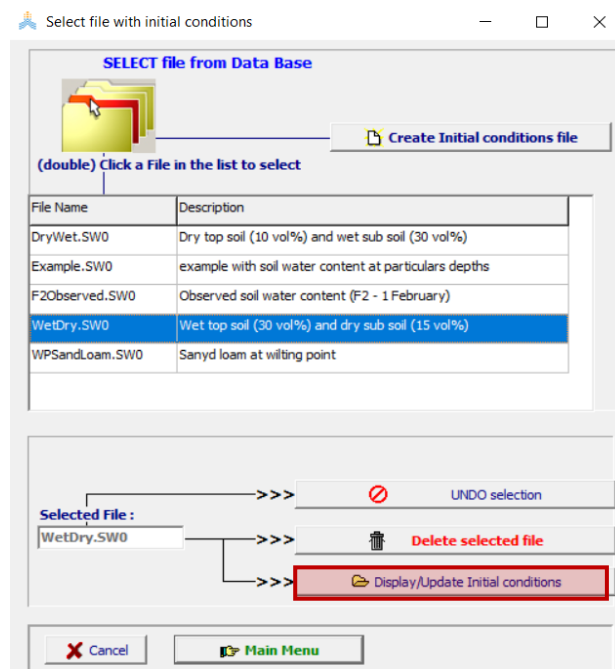 Select file with initial conditions
SELECT file from Data Base
Create Initial conditions file
(double) Click a File in the list to select
File Name Description
DryWet.SW0 Dry top soil (10 vol%) and wet sub soil (30 vol%)
Example.SW0 example with soil water content at particulars depths
F2Observed.SW0 Observed soil water content (F2 - 1 February)
WetDry.SW0 Wet top soil (30 vol%) and dry sub soil (15 vol%)
WPSandLoam.SW0 Sanyd loam at wilting point
>>> UNDO selection
Selected File :
WetDry.SW0
>>> Delete selected file
>>> Display/Update Initial conditions
Cancel Main Menu